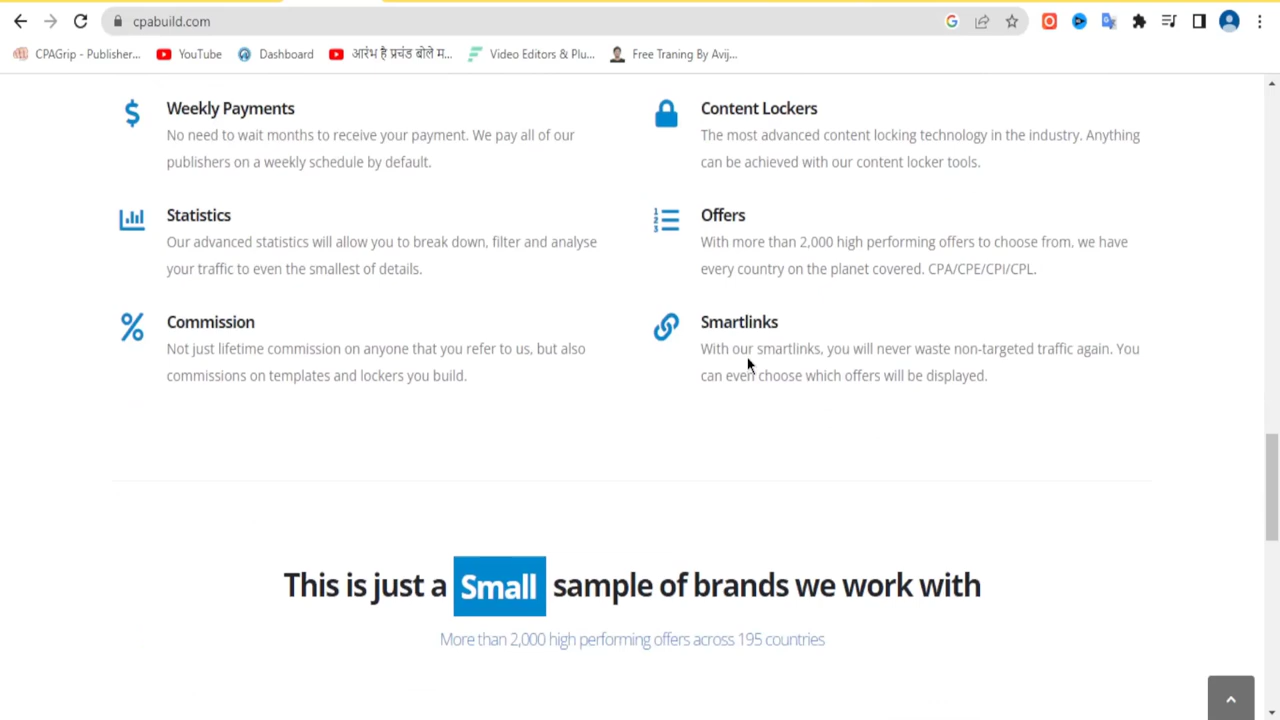 cpabuild.com
CPAGrip - Publisher... YouTube Dashboard आरंभ है प्रचंड बोले म... Video Editors & Plu... Free Traning By Avij...
Weekly Payments
No need to wait months to receive your payment. We pay all of our
publishers on a weekly schedule by default.
Content Lockers
The most advanced content locking technology in the industry. Anything
can be achieved with our content locker tools.
Statistics
Our advanced statistics will allow you to break down, filter and analyse
your traffic to even the smallest of details.
Offers
With more than 2,000 high performing offers to choose from, we have
every country on the planet covered. CPA/CPE/CPI/CPL.
Commission
Not just lifetime commission on anyone that you refer to us, but also
commissions on templates and lockers you build.
Smartlinks
With our smartlinks, you will never waste non-targeted traffic again. You
can even choose which offers will be displayed.
This is just a Small sample of brands we work with
More than 2,000 high performing offers across 195 countries